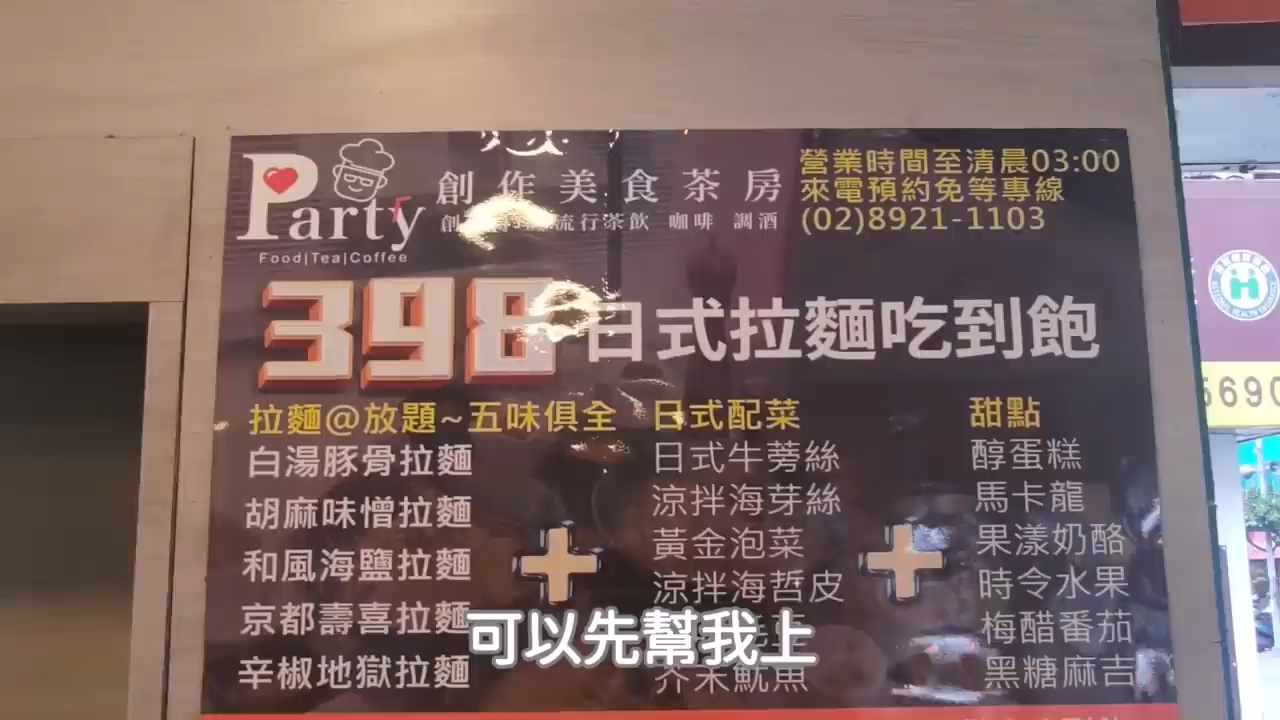 Party
Food|Tea|Coffee
創作美食茶房
流行茶飲 咖啡 調酒
營業時間至清晨03:00
來電預約免等專線
(02)8921-1103
398日式拉麵吃到飽
拉麵@放題~五味俱全
白湯豚骨拉麵
胡麻味憎拉麵
和風海鹽拉麵
京都壽喜拉麵
辛椒地獄拉麵
日式配菜
日式牛蒡絲
涼拌海芽絲
黃金泡菜
涼拌海哲皮
芥末魷魚
甜點
醇蛋糕
馬卡龍
果漾奶酪
時令水果
梅醋番茄
黑糖麻吉
可以先幫我上
5690